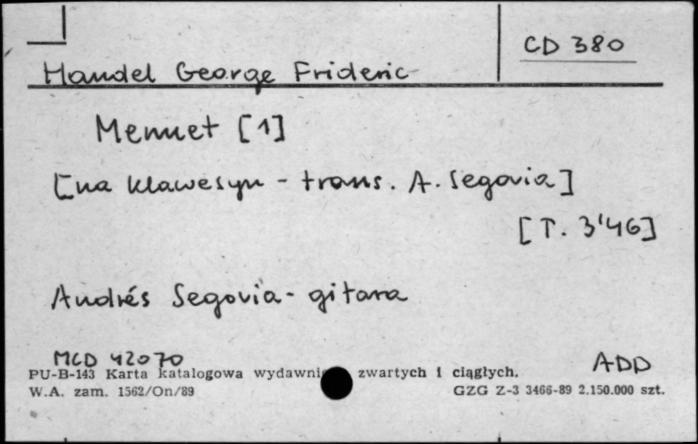 CD 380
Handel George Frideric
Menuet [1]
[na klawesyn - trans. A. Segovia]
[T. 3'46]
Andrés Segovia - gitara
MCD 42070
ADD
PU-B-143 Karta katalogowa zwartych i ciągłych.
W.A. zam. 1562/On/89 GZG Z-3 3466-89 2.150.000 szt.